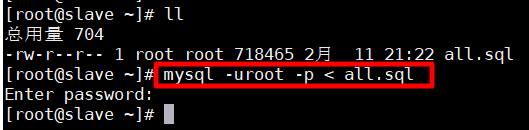 [root@slave ~]# ll
总用量 704
-rw-r--r-- 1 root root 718465 2月  11 21:22 all.sql
[root@slave ~]# mysql -uroot -p < all.sql
Enter password:
[root@slave ~]#